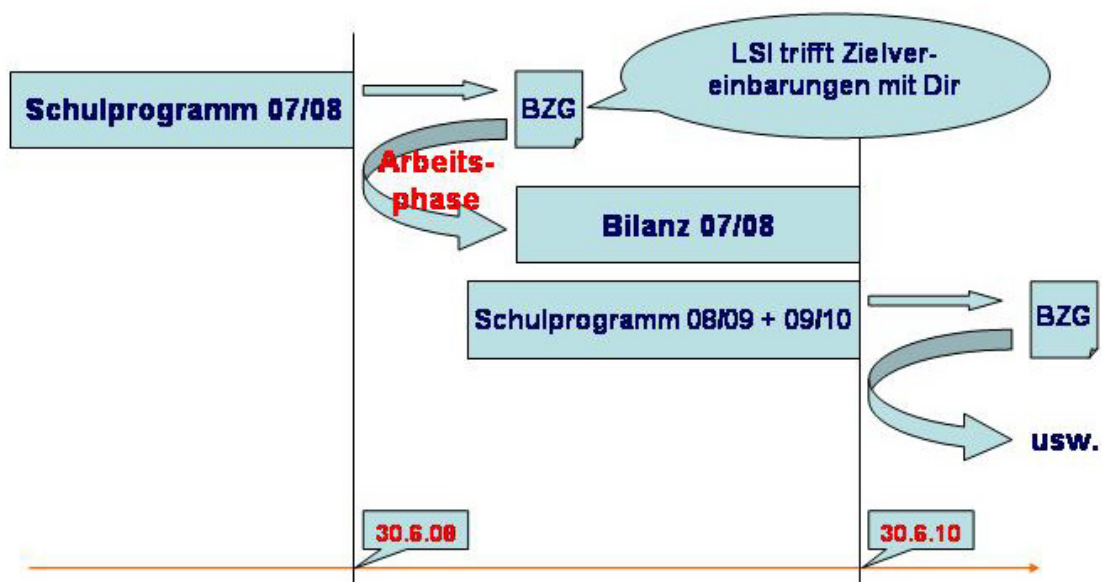 LSI trifft Zielver-
einbarungen mit Dir
Schulprogramm 07/08
BZG
Arbeits-
phase
Bilanz 07/08
Schulprogramm 08/09 + 09/10
BZG
usw.
30.6.08
30.6.10